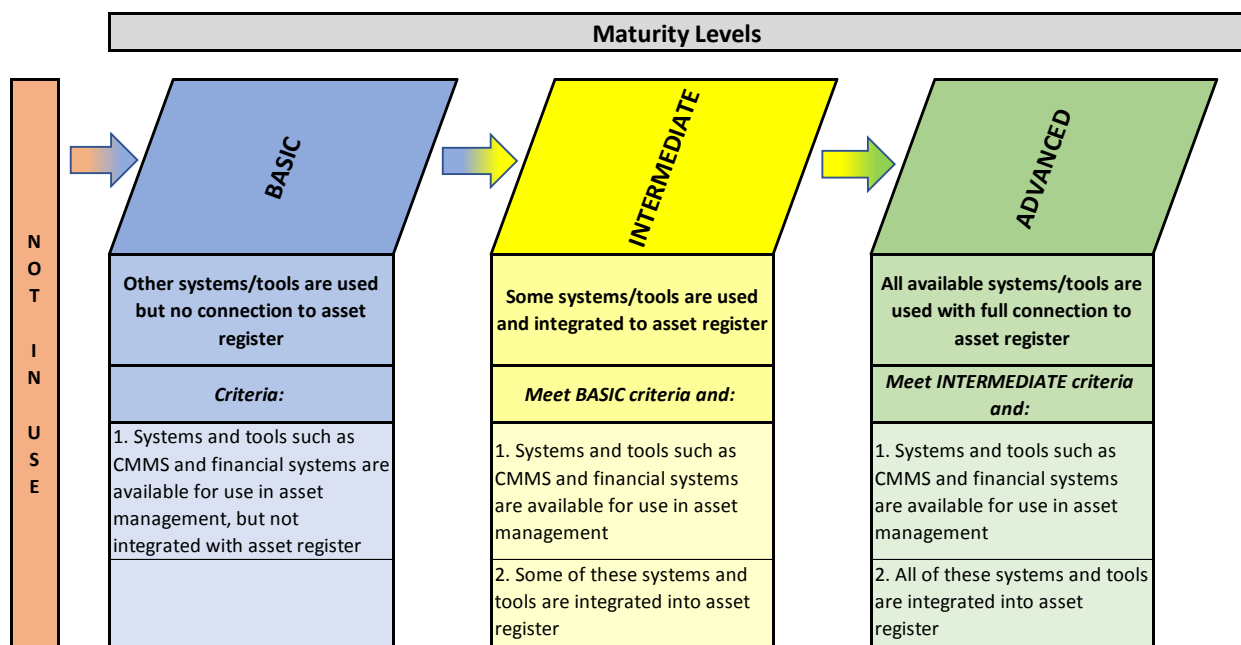 Maturity Levels
NOT IN USE
BASIC
Other systems/tools are used
but no connection to asset
register
Criteria:
1. Systems and tools such as
CMMS and financial systems are
available for use in asset
management, but not
integrated with asset register
INTERMEDIATE
Some systems/tools are used
and integrated to asset register
Meet BASIC criteria and:
1. Systems and tools such as
CMMS and financial systems
are available for use in asset
management
2. Some of these systems and
tools are integrated into asset
register
ADVANCED
All available systems/tools are
used with full connection to
asset register
Meet INTERMEDIATE criteria
and:
1. Systems and tools such as
CMMS and financial systems
are available for use in asset
management
2. All of these systems and tools
are integrated into asset
register